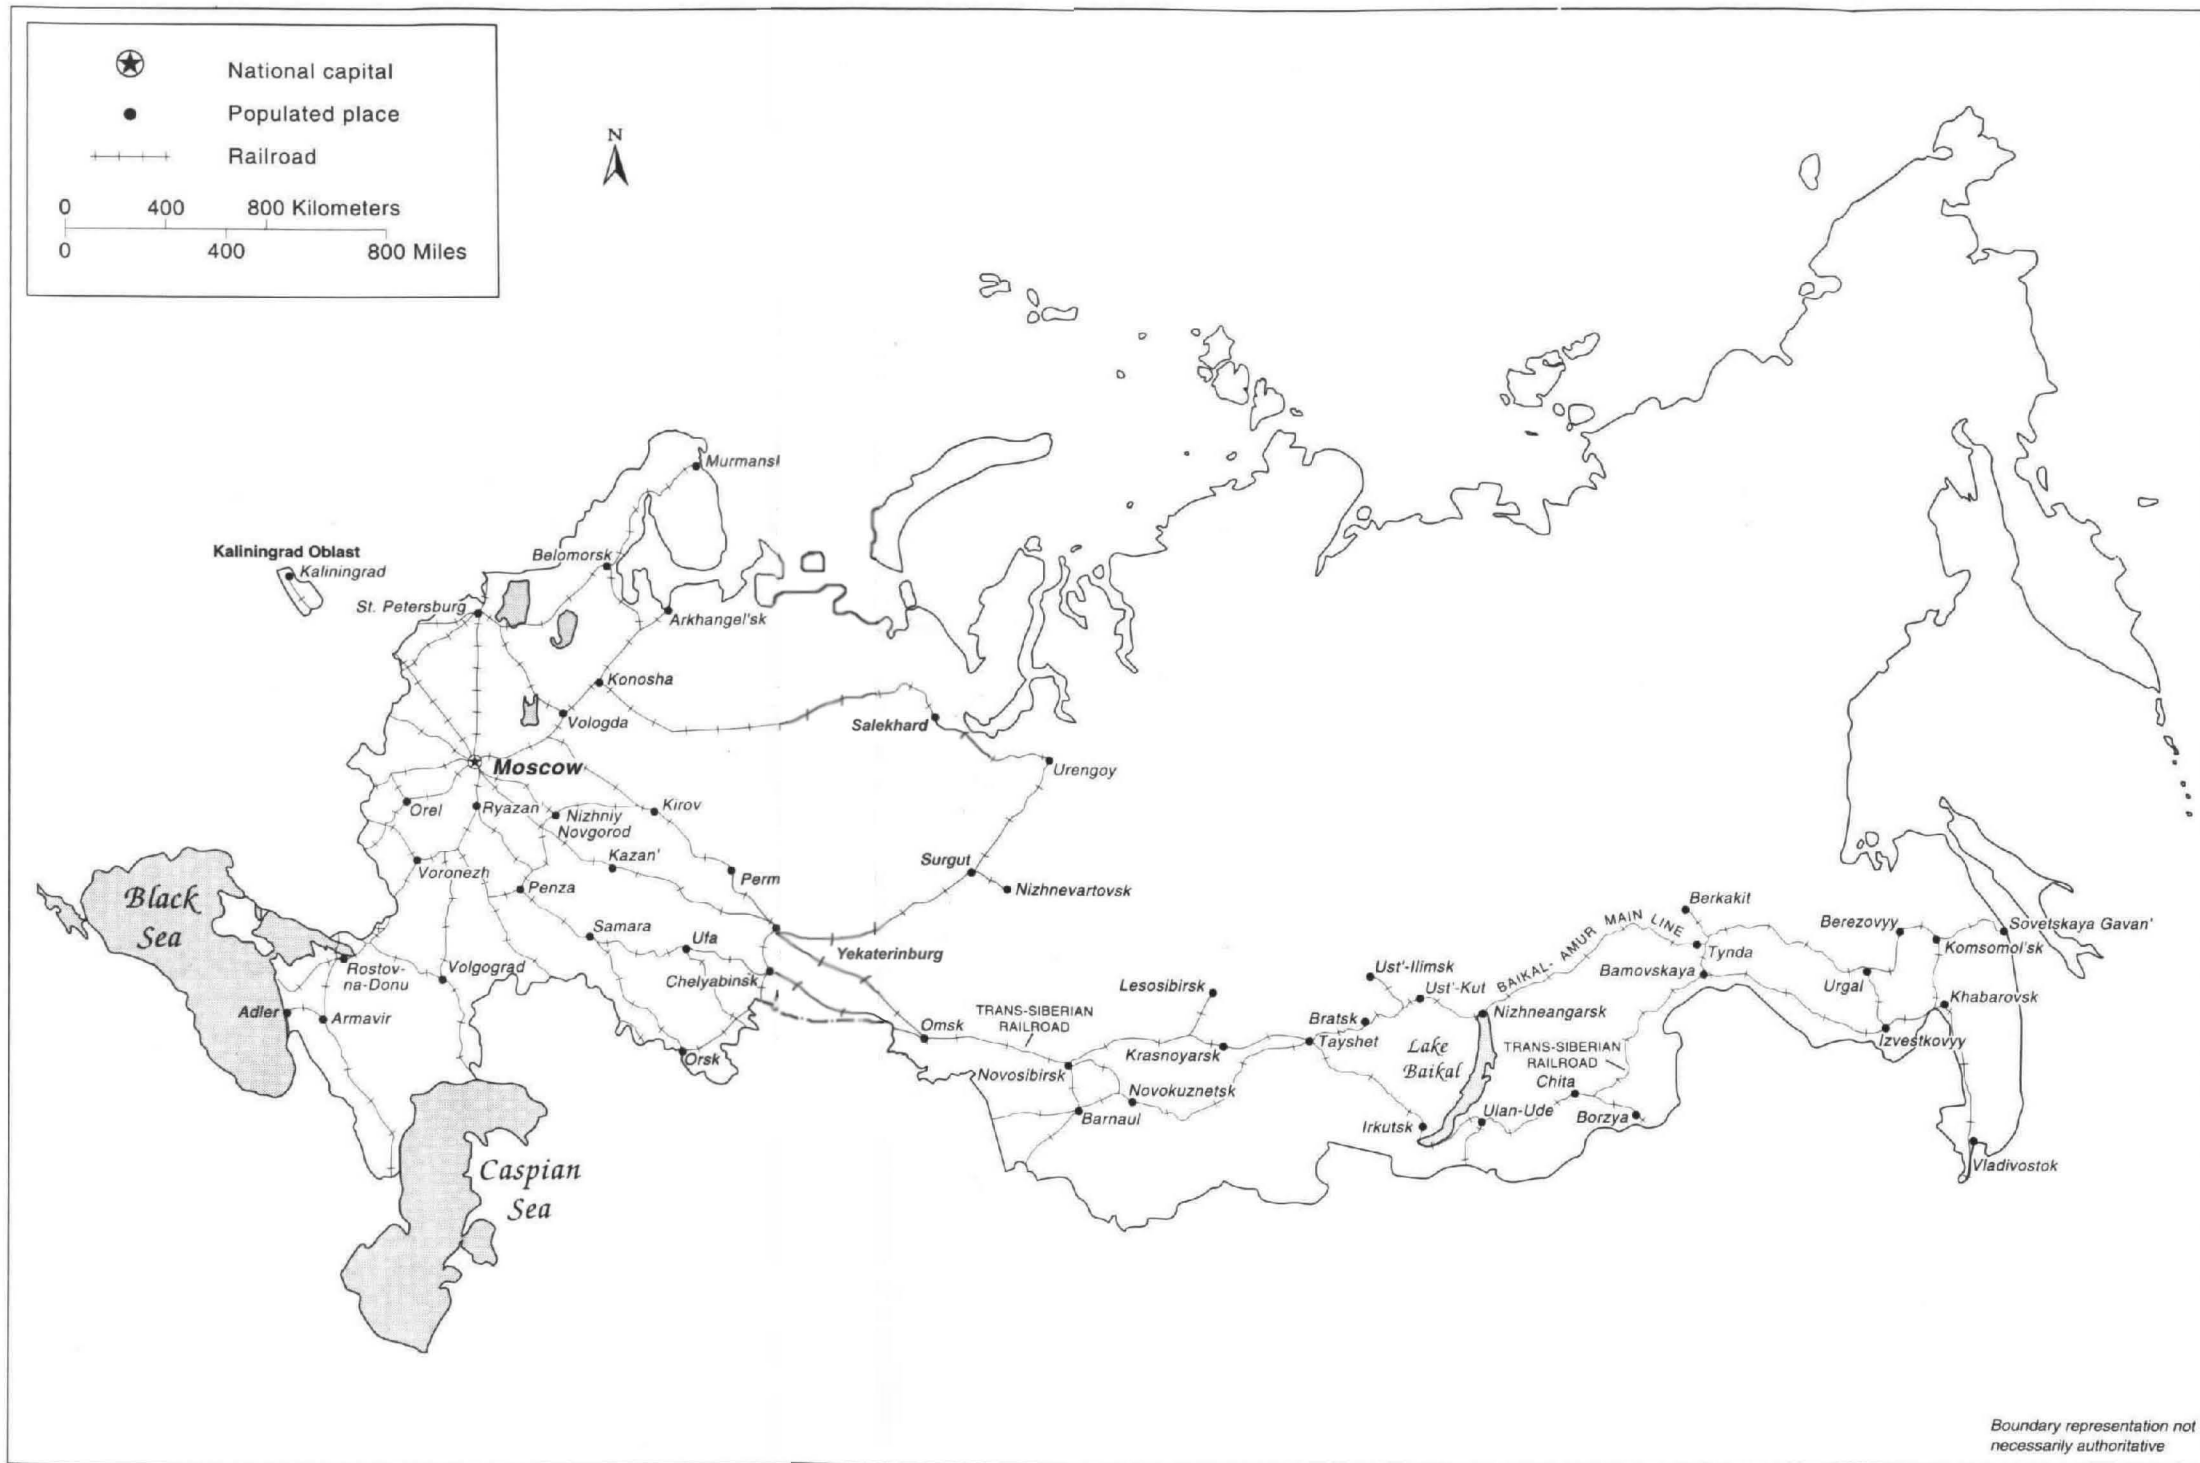 National capital
Populated place
Railroad
0 400 800 Kilometers
0 400 800 Miles
N
Murmansl
Kaliningrad Oblast
Kaliningrad
Belomorsk
St. Petersburg
Arkhangel'sk
Konosha
Vologda
Salekhard
Urengoy
Moscow
Orel
Ryazan
Nizhniy
Novgorod
Kirov
Kazan'
Perm
Surgut
Nizhnevartovsk
Voronezh
Penza
Black
Sea
Samara
Ufa
Yekaterinburg
Chelyabinsk
Rostov-
na-Donu
Volgograd
Adler
Armavir
Orsk
Omsk
TRANS-SIBERIAN
RAILROAD
Lesosibirsk
Krasnoyarsk
Novosibirsk
Novokuznetsk
Barnaul
Ust'-Ilimsk
Ust'-Kut
Bratsk
Tayshet
Lake
Baikal
Irkutsk
Nizhneangarsk
BAIKAL-AMUR MAIN LINE
Berkakit
Tynda
Bamovskaya
TRANS-SIBERIAN
RAILROAD
Chita
Ulan-Ude
Borzya
Berezovyy
Sovetskaya Gavan'
Komsomol'sk
Urgal
Khabarovsk
Izvestkovyy
Vladivostok
Caspian
Sea
Boundary representation not
necessarily authoritative